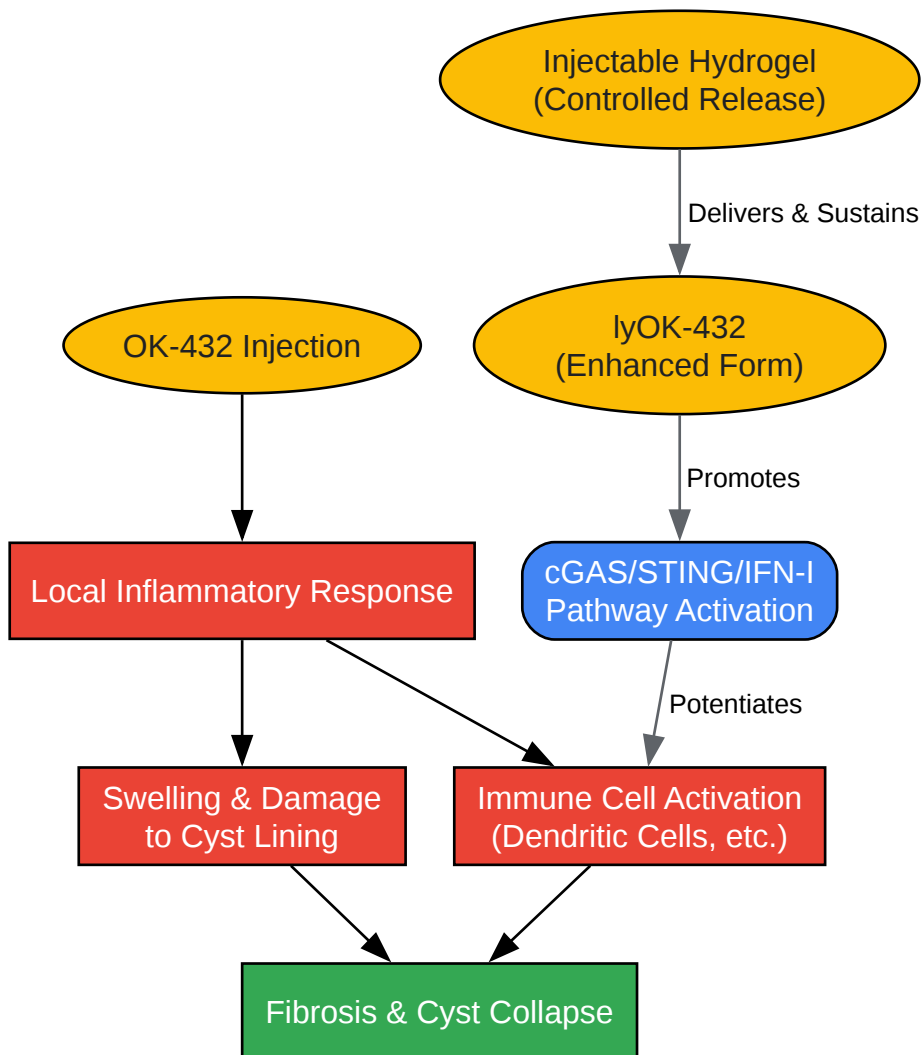 Injectable Hydrogel
(Controlled Release)
Delivers & Sustains
lyOK-432
(Enhanced Form)
OK-432 Injection
Promotes
Local Inflammatory Response
cGAS/STING/IFN-I
Pathway Activation
Potentiates
Swelling & Damage
to Cyst Lining
Immune Cell Activation
(Dendritic Cells, etc.)
Fibrosis & Cyst Collapse